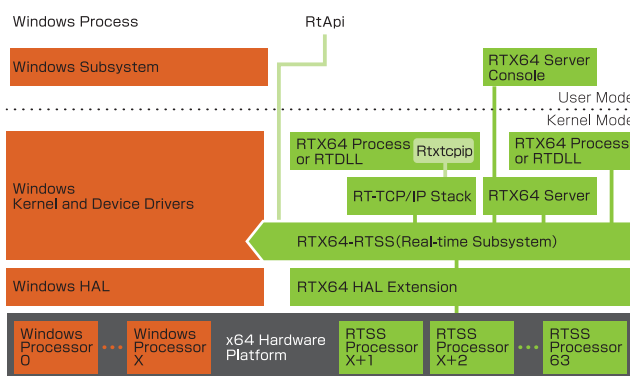 Windows Process
RtApi
Windows Subsystem
RTX64 Server
Console
User Mode
Kernel Mode
RTX64 Process
or RTDLL
Rtxtcpip
RTX64 Process
or RTDLL
Windows
Kernel and Device Drivers
RT-TCP/IP Stack
RTX64 Server
RTX64-RTSS(Real-time Subsystem)
Windows HAL
RTX64 HAL Extension
Windows
Processor
0
Windows
Processor
X
x64 Hardware
Platform
RTSS
Processor
X+1
RTSS
Processor
X+2
RTSS
Processor
63